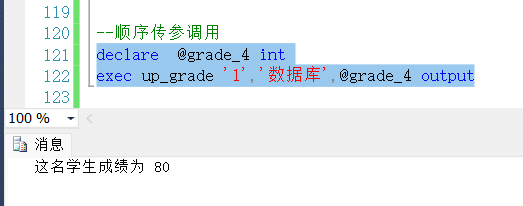 119
120 --顺序传参调用
121 declare  @grade_4 int
122 exec up_grade '1','数据库',@grade_4 output
123
100 %
消息
这名学生成绩为 80